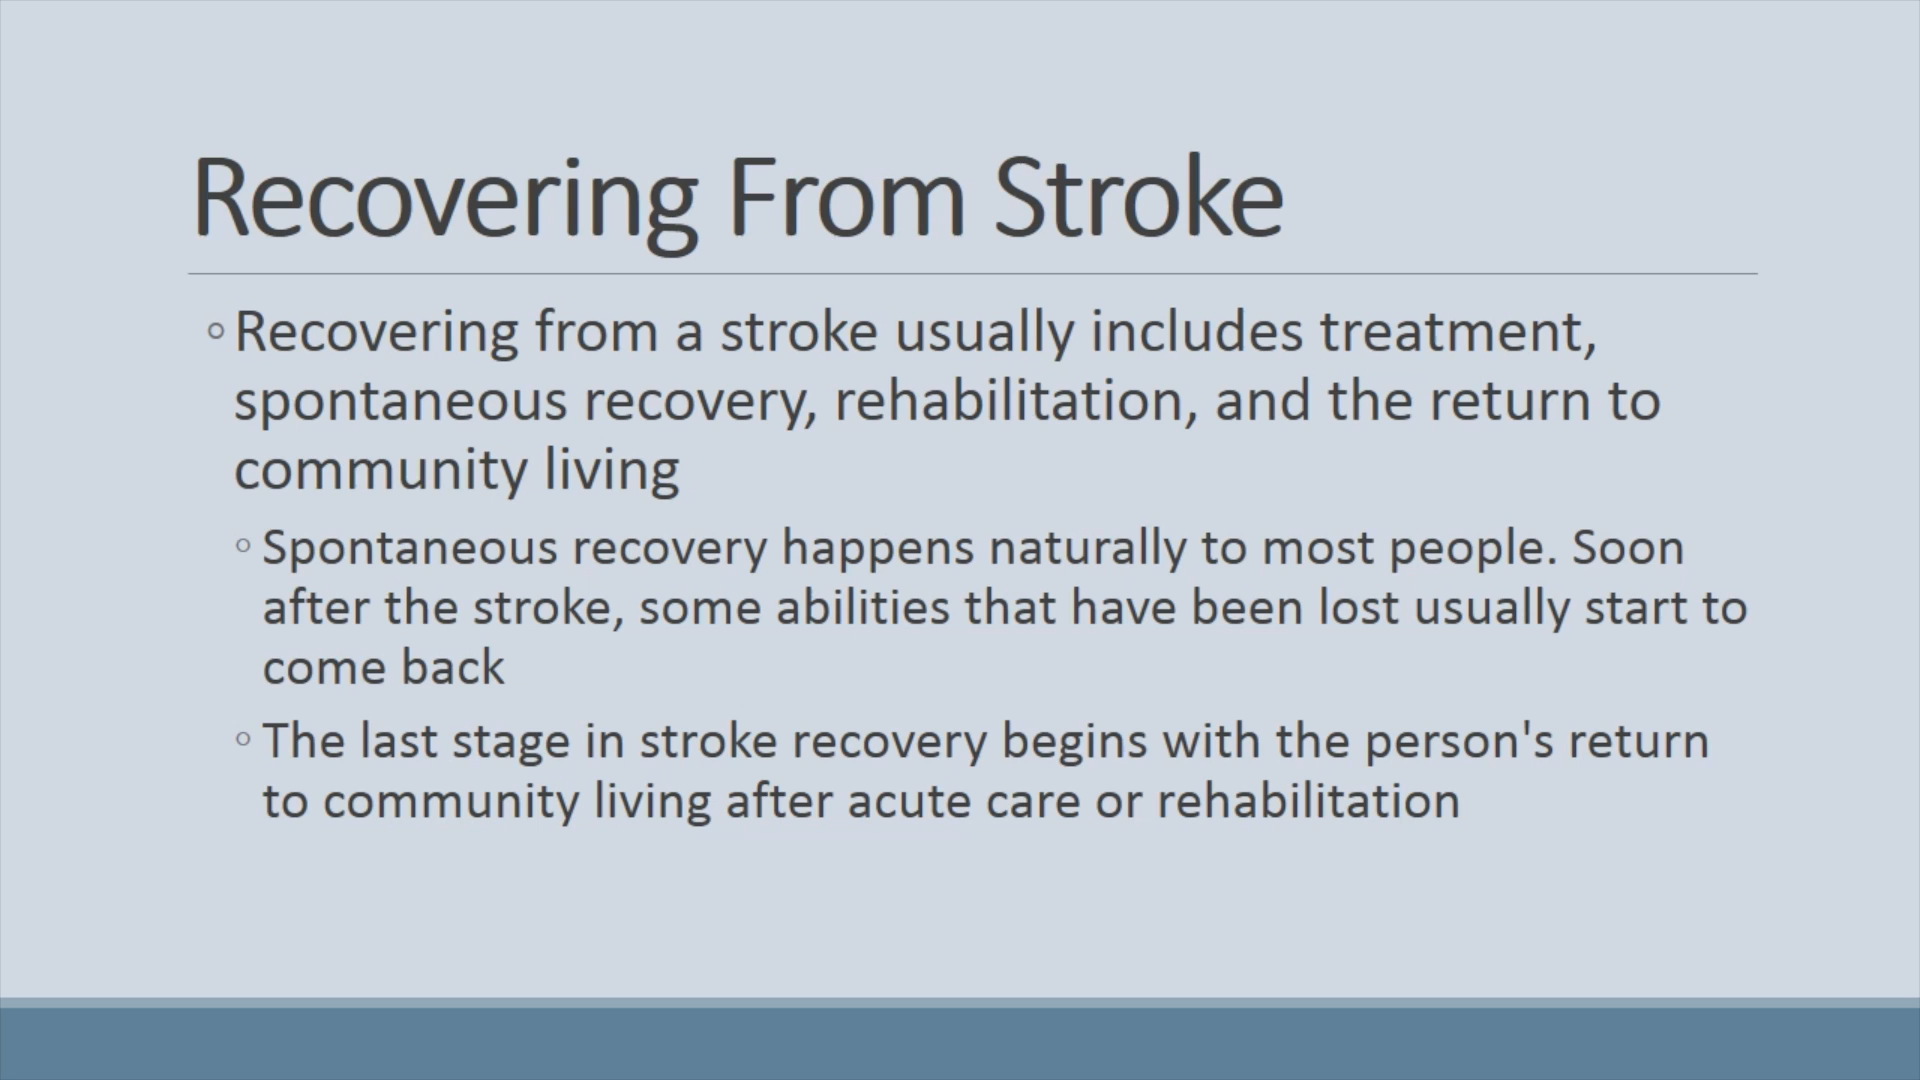 Recovering From Stroke
◦ Recovering from a stroke usually includes treatment,
spontaneous recovery, rehabilitation, and the return to
community living
◦ Spontaneous recovery happens naturally to most people. Soon
after the stroke, some abilities that have been lost usually start to
come back
◦ The last stage in stroke recovery begins with the person's return
to community living after acute care or rehabilitation